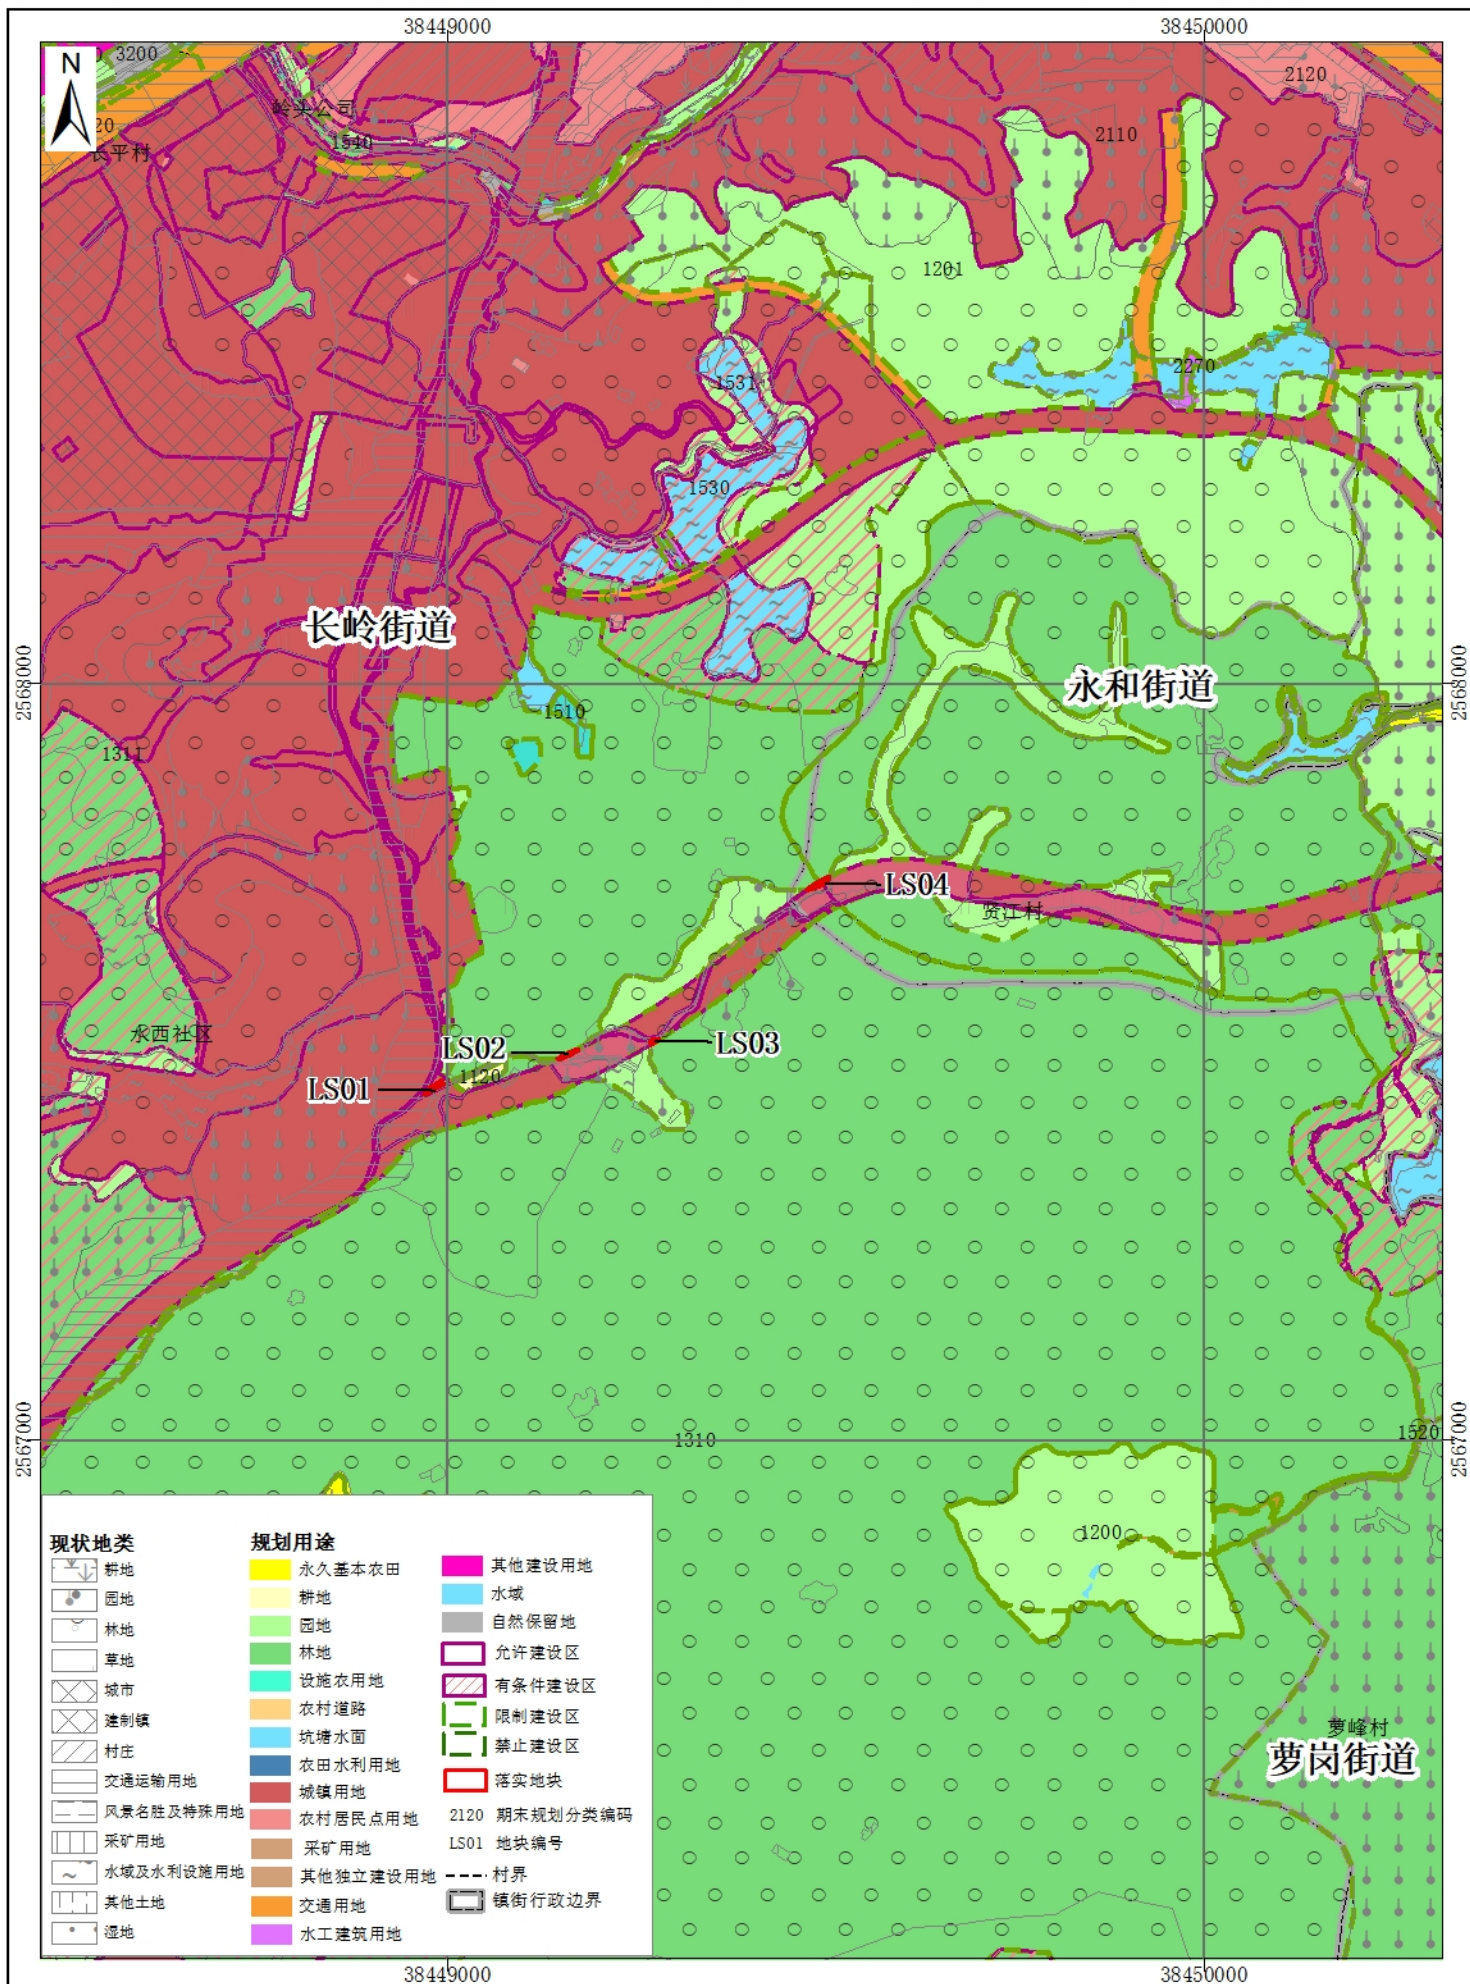 38449000
38450000
N
3200
2120
岭头公司
20
1540
2110
长平村
1201
2270
1531
1530
长岭街道
2568000
2568000
永和街道
1510
1311
LS04
贤江村
永西社区
LS02
LS03
1120
LS01
2567000
2567000
1310
1520
1200
萝峰村
萝岗街道
现状地类
耕地
园地
林地
草地
城市
建制镇
村庄
交通运输用地
风景名胜及特殊用地
采矿用地
水域及水利设施用地
其他土地
湿地
规划用途
永久基本农田
耕地
园地
林地
设施农用地
农村道路
坑塘水面
农田水利用地
城镇用地
农村居民点用地
采矿用地
其他独立建设用地
交通用地
水工建筑用地
其他建设用地
水域
自然保留地
允许建设区
有条件建设区
限制建设区
禁止建设区
落实地块
2120 期末规划分类编码
LS01 地块编号
村界
镇街行政边界
38449000
38450000